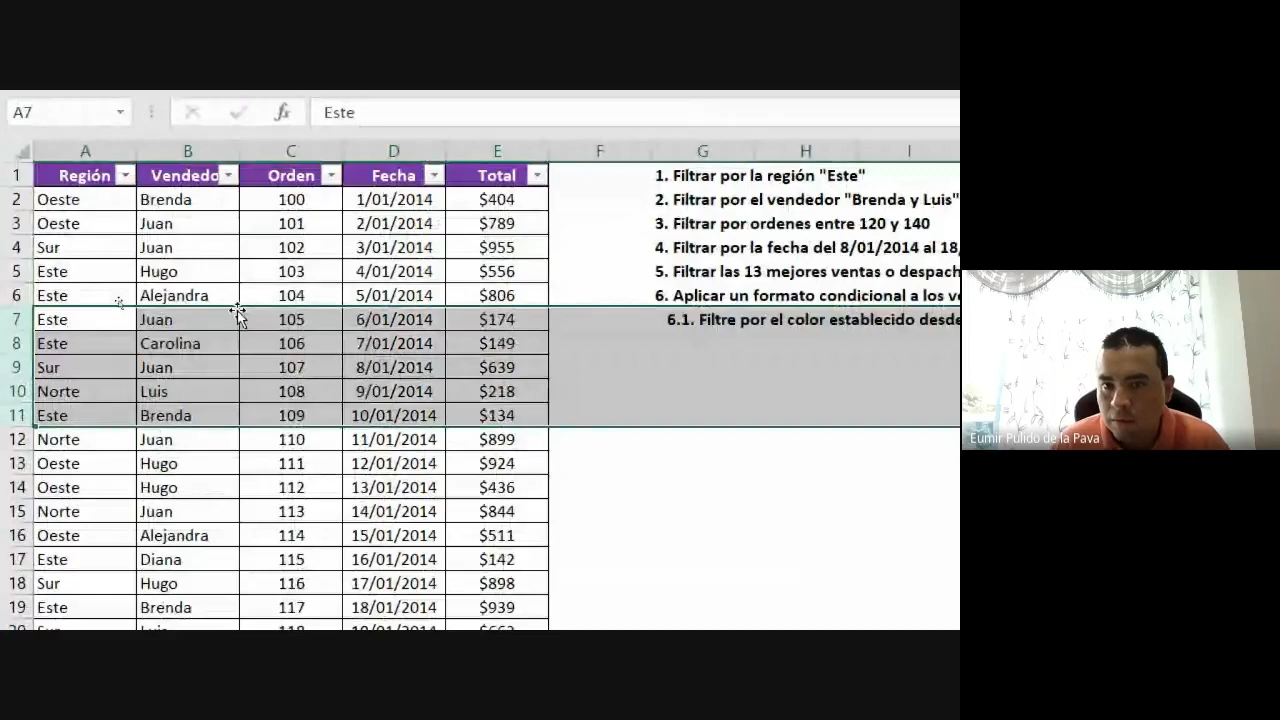 A7 fx Este
A B C D E F G H I
1 Región Vendedo Orden Fecha Total 1. Filtrar por la región "Este"
2 Oeste Brenda 100 1/01/2014 $404 2. Filtrar por el vendedor "Brenda y Luis"
3 Oeste Juan 101 2/01/2014 $789 3. Filtrar por ordenes entre 120 y 140
4 Sur Juan 102 3/01/2014 $955 4. Filtrar por la fecha del 8/01/2014 al 18/
5 Este Hugo 103 4/01/2014 $556 5. Filtrar las 13 mejores ventas o despach
6 Este Alejandra 104 5/01/2014 $806 6. Aplicar un formato condicional a los ve
7 Este Juan 105 6/01/2014 $174 6.1. Filtre por el color establecido desde
8 Este Carolina 106 7/01/2014 $149
9 Sur Juan 107 8/01/2014 $639
10 Norte Luis 108 9/01/2014 $218
11 Este Brenda 109 10/01/2014 $134
12 Norte Juan 110 11/01/2014 $899
13 Oeste Hugo 111 12/01/2014 $924
14 Oeste Hugo 112 13/01/2014 $436
15 Norte Juan 113 14/01/2014 $844
16 Oeste Alejandra 114 15/01/2014 $511
17 Este Diana 115 16/01/2014 $142
18 Sur Hugo 116 17/01/2014 $898
19 Este Brenda 117 18/01/2014 $939
Eumir Pulido de la Pava